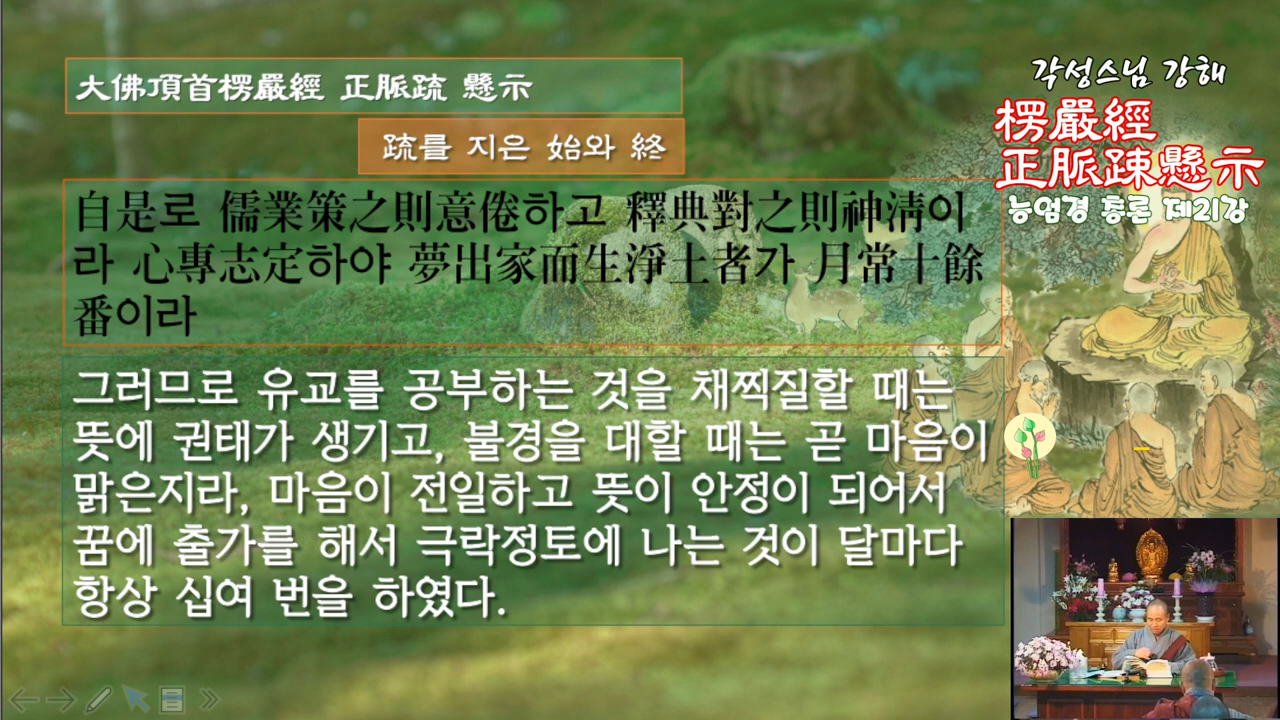 大佛頂首楞嚴經 正脈疏 懸示
疏를 지은 始와 終
自是로 儒業策之則意倦하고 釋典對之則神淸이
라 心專志定하야 夢出家而生淨土者가 月常十餘
番이라
그러므로 유교를 공부하는 것을 채찍질할 때는
뜻에 권태가 생기고, 불경을 대할 때는 곧 마음이
맑은지라, 마음이 전일하고 뜻이 안정이 되어서
꿈에 출가를 해서 극락정토에 나는 것이 달마다
항상 십여 번을 하였다.
각성스님 강해
楞嚴經
正脈疎懸示
능엄경 총론 제21강